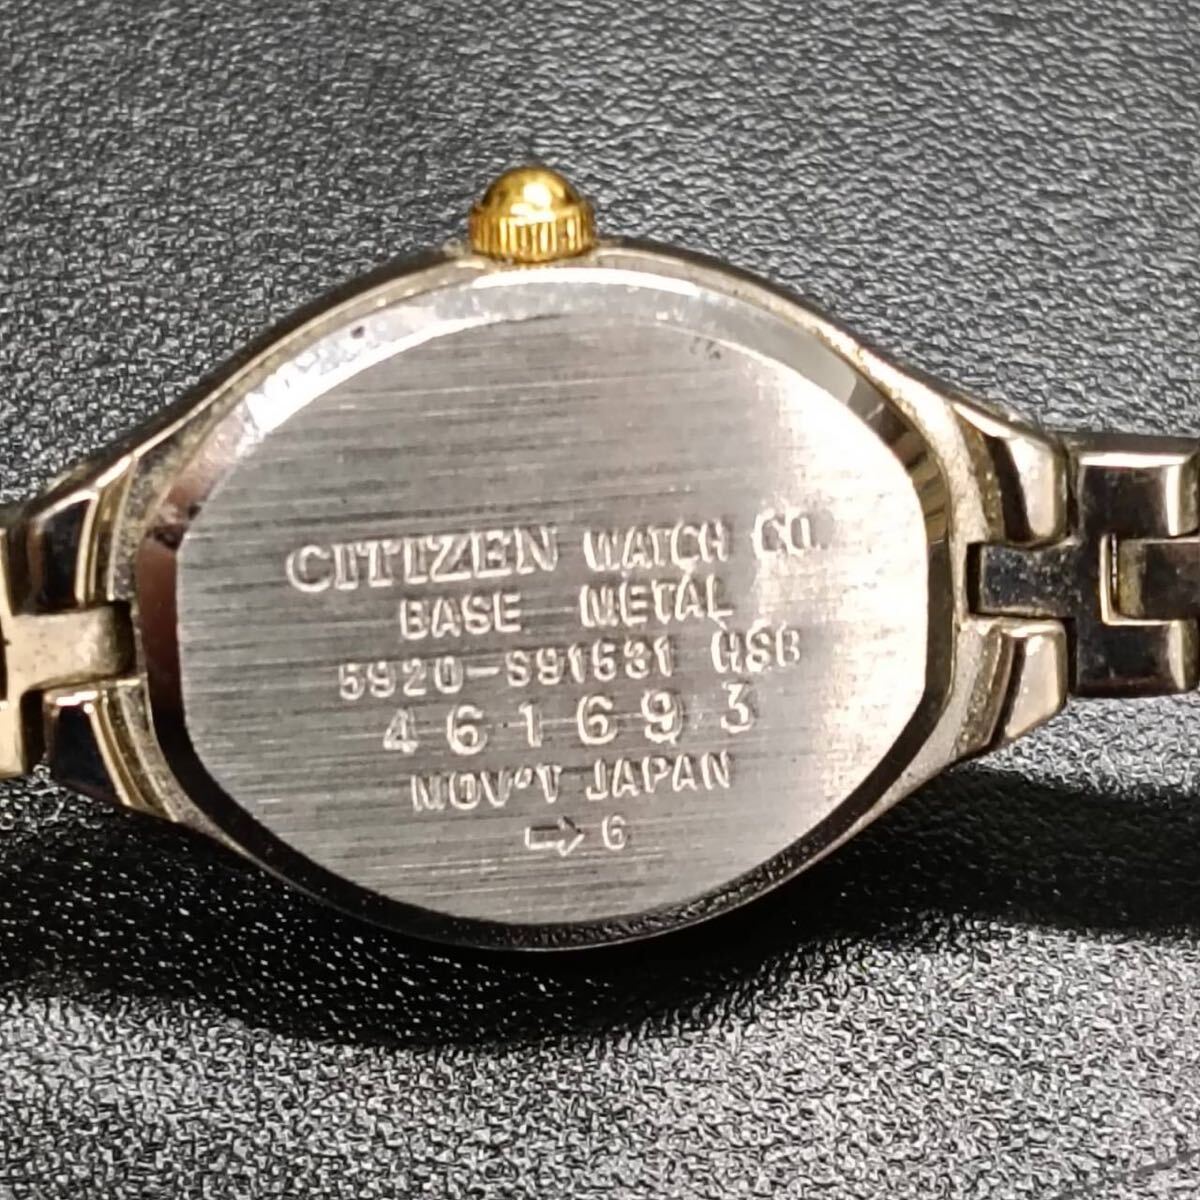 CITIZEN WATCH CO.
BASE METAL
5920-S91531 HSB
461693
MOV'T JAPAN
⇨ 6